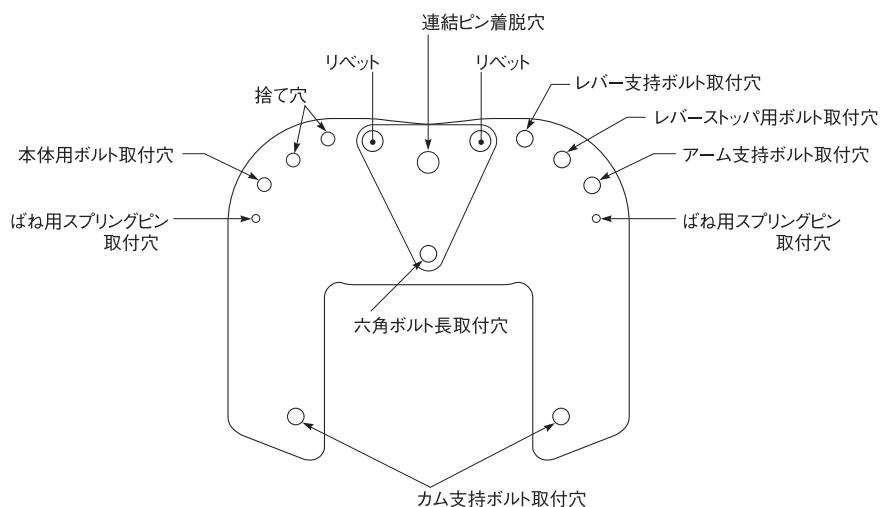 連結ピン着脱穴
リベット
リベット
レバー支持ボルト取付穴
捨て穴
レバーストッパ用ボルト取付穴
本体用ボルト取付穴
アーム支持ボルト取付穴
ばね用スプリングピン
取付穴
ばね用スプリングピン
取付穴
六角ボルト長取付穴
カム支持ボルト取付穴